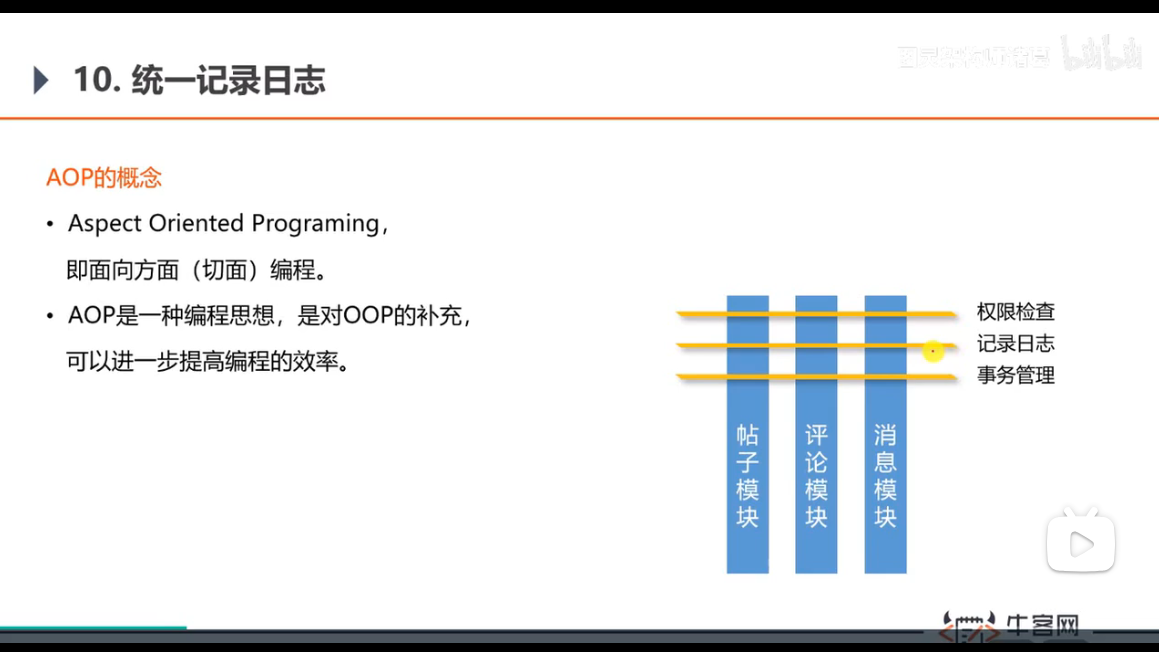 10. 统一记录日志
AOP的概念
• Aspect Oriented Programing，
即面向方面（切面）编程。
• AOP是一种编程思想，是对OOP的补充，
可以进一步提高编程的效率。
权限检查
记录日志
事务管理
帖子模块
评论模块
消息模块
bilibili
牛客网